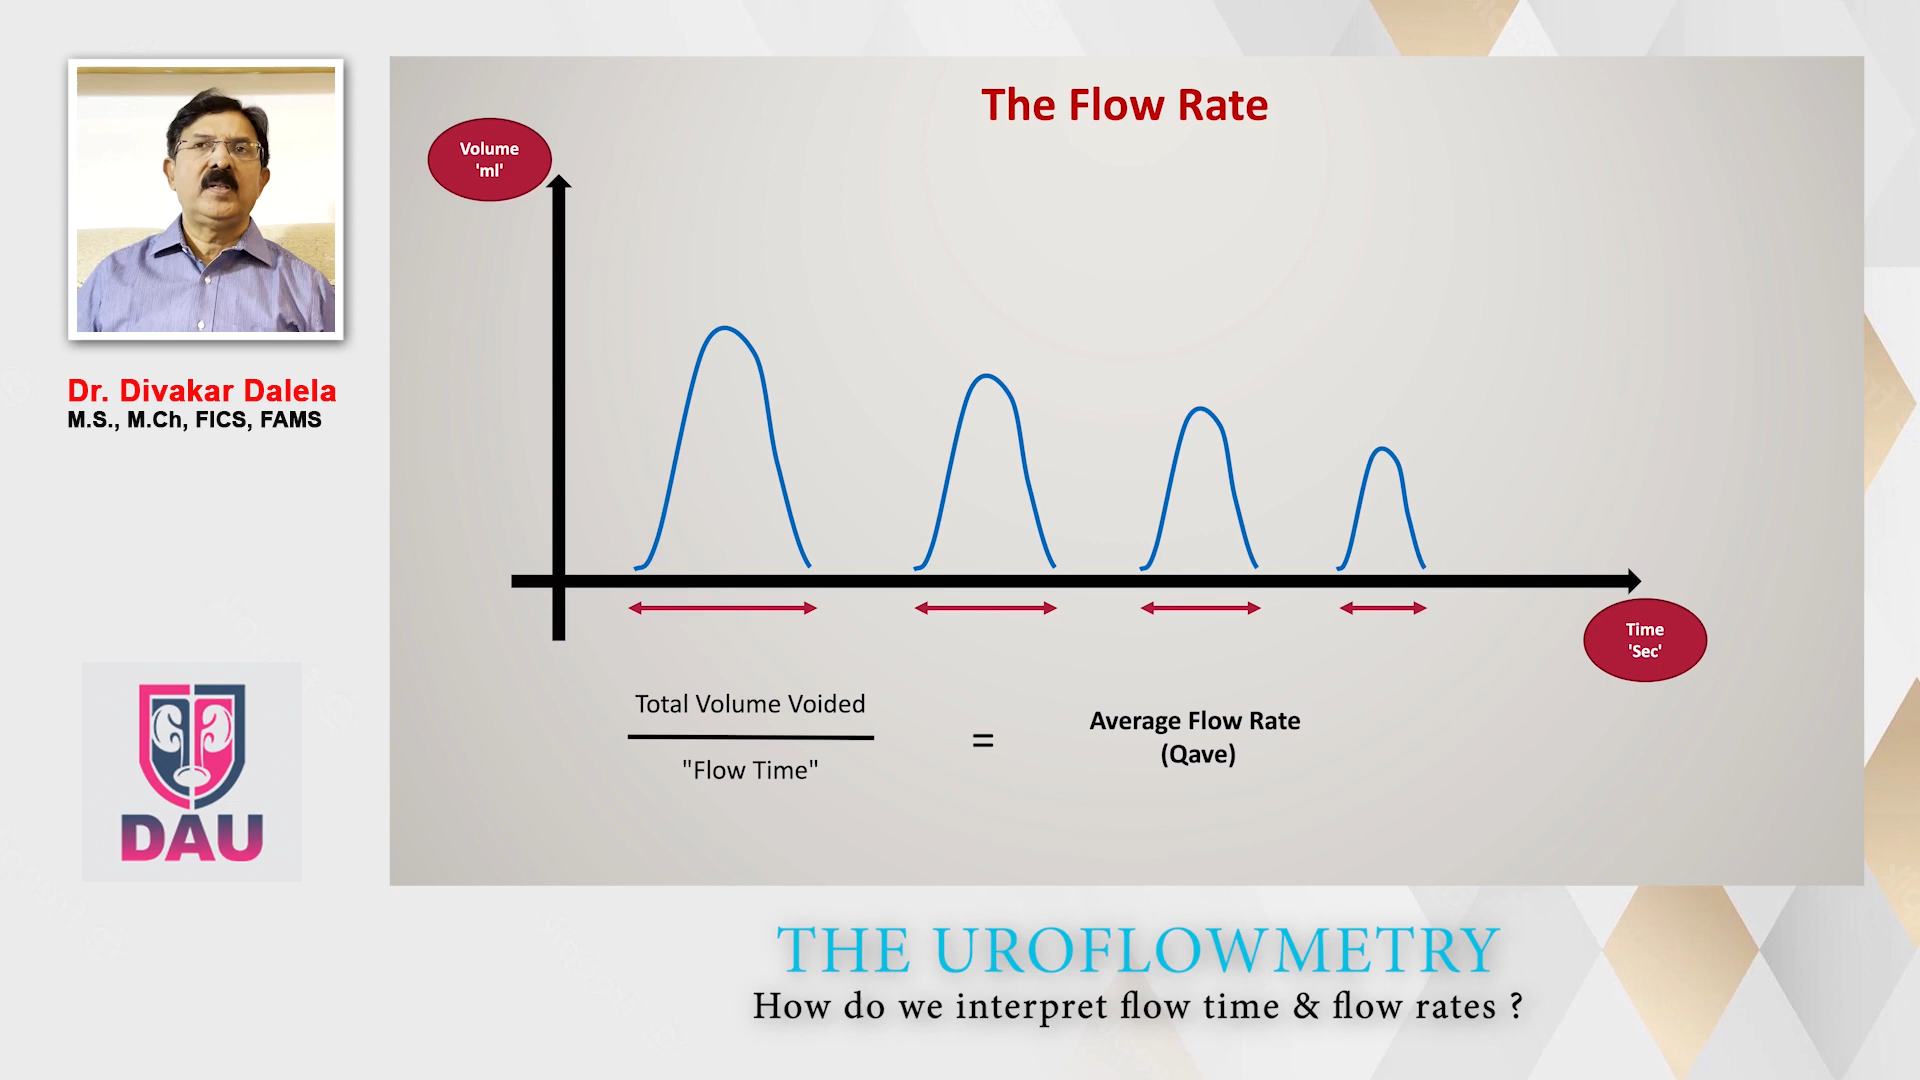 The Flow Rate
Volume
'ml'
Dr. Divakar Dalela
M.S., M.Ch, FICS, FAMS
Time
'Sec'
Total Volume Voided
"Flow Time"
=
Average Flow Rate
(Qave)
DAU
THE UROFLOWMETRY
How do we interpret flow time & flow rates ?